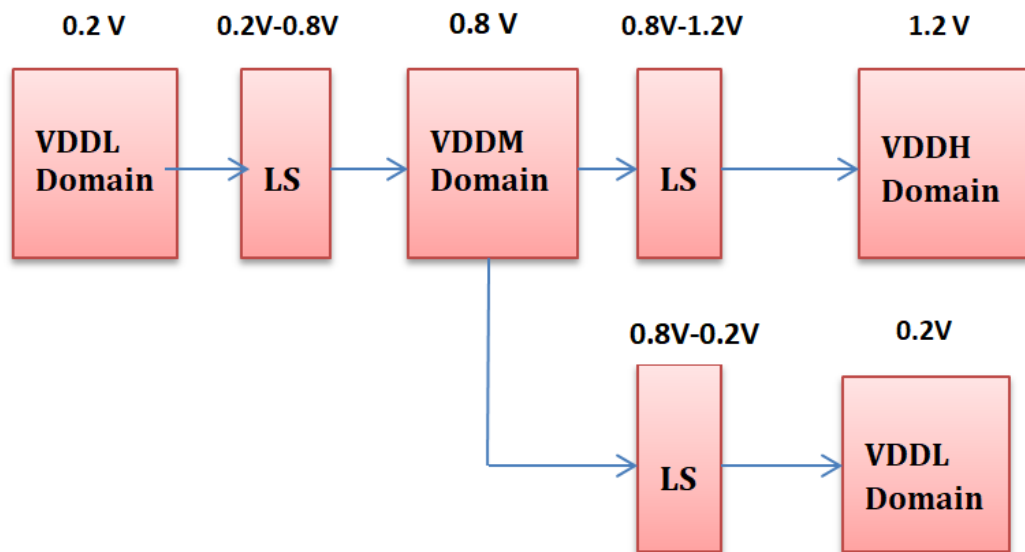 0.2 V
0.2V-0.8V
0.8 V
0.8V-1.2V
1.2 V
VDDL
Domain
LS
VDDM
Domain
LS
VDDH
Domain
0.8V-0.2V
0.2V
LS
VDDL
Domain